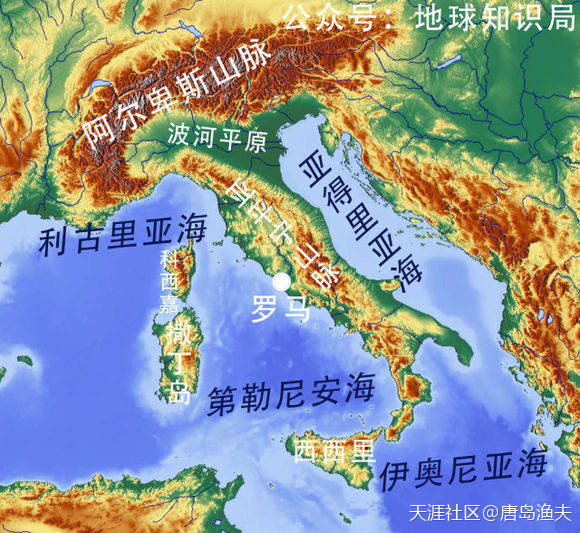 公众号：地球知识局
阿尔卑斯山脉
波河平原
亚得里亚海
亚平宁山脉
利古里亚海
科西嘉
罗马
撒丁岛
第勒尼安海
西西里
伊奥尼亚海
天涯社区@唐岛渔夫